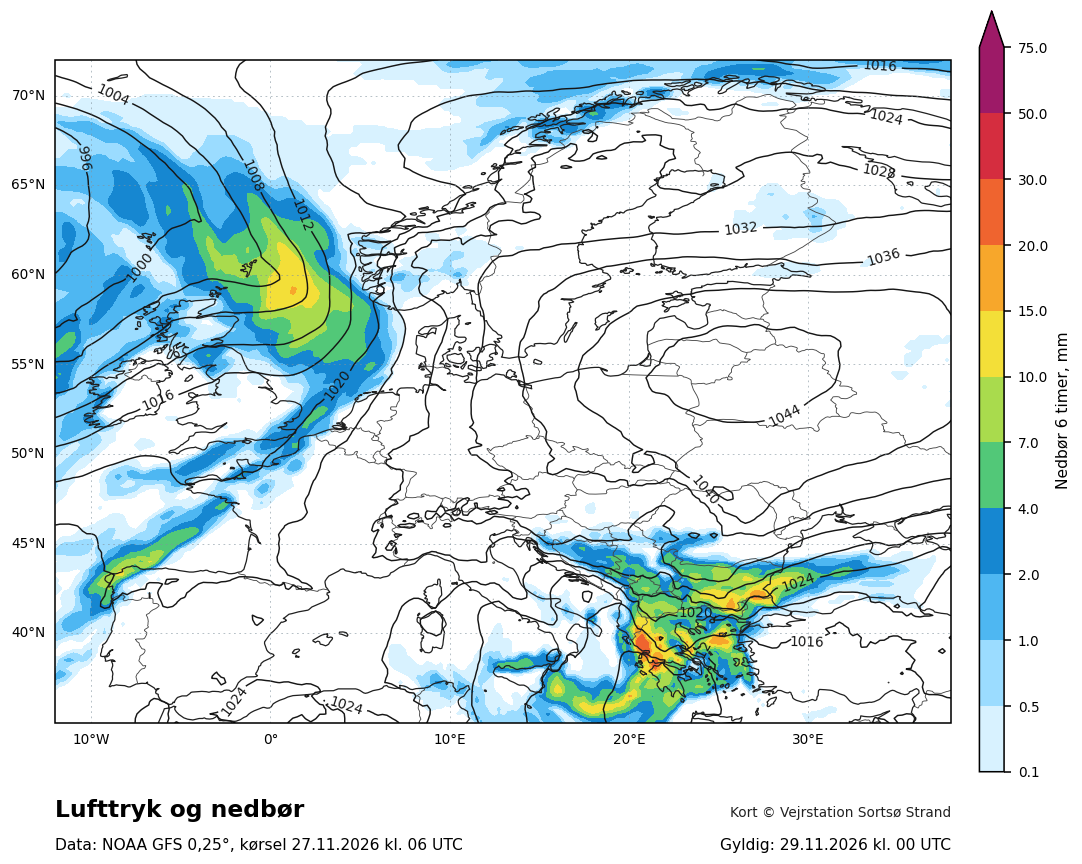 1016
1004
1024
996
1008
1028
1012
1032
1036
1000
1020
1016
1044
1040
1024
1020
1016
1012
1024
1024
70°N
65°N
60°N
55°N
50°N
45°N
40°N
10°W
0°
10°E
20°E
30°E
75.0
50.0
30.0
20.0
15.0
10.0
7.0
4.0
2.0
1.0
0.5
0.1
Nedbør 6 timer, mm
Lufttryk og nedbør
Kort © Vejrstation Sortsø Strand
Data: NOAA GFS 0,25°, kørsel 27.11.2026 kl. 06 UTC
Gyldig: 29.11.2026 kl. 00 UTC